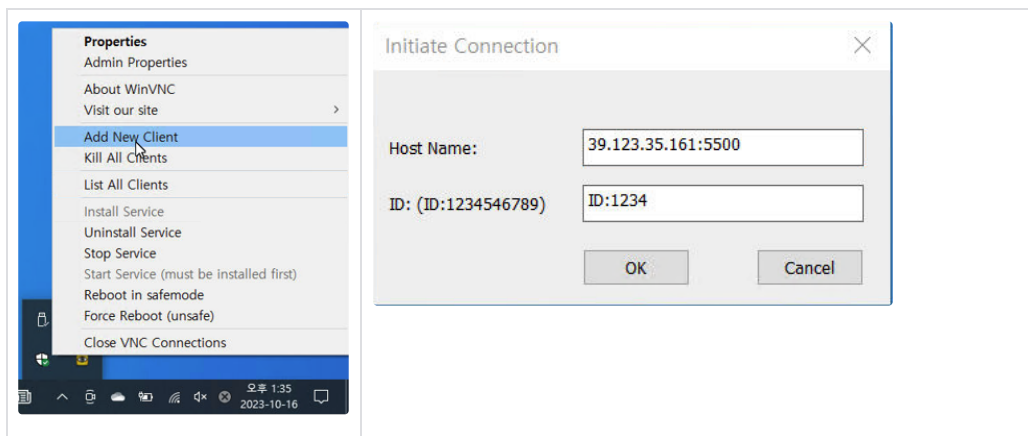 Properties
Admin Properties
About WinVNC
Visit our site
Add New Client
Kill All Clients
List All Clients
Install Service
Uninstall Service
Stop Service
Start Service (must be installed first)
Reboot in safemode
Force Reboot (unsafe)
Close VNC Connections
오후 1:35
2023-10-16
Initiate Connection
Host Name:
39.123.35.161:5500
ID: (ID:1234546789)
ID:1234
OK
Cancel